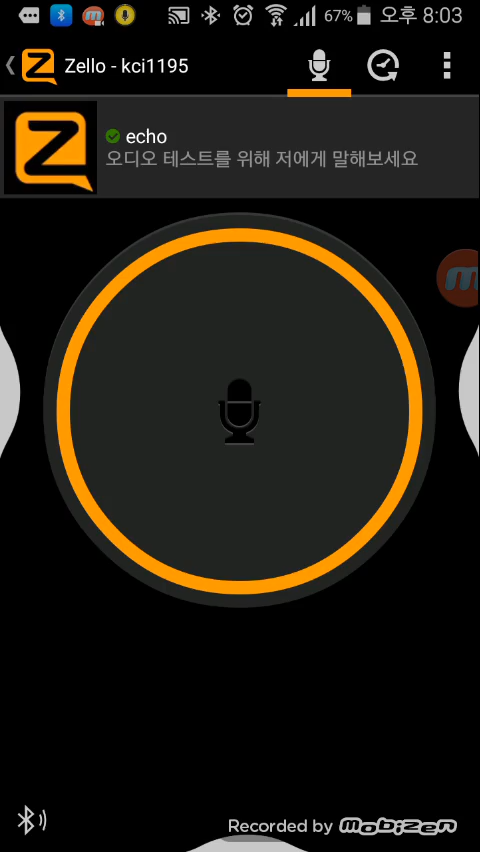 67% 오후 8:03
Zello - kci1195
echo
오디오 테스트를 위해 저에게 말해보세요
Recorded by Mobizen